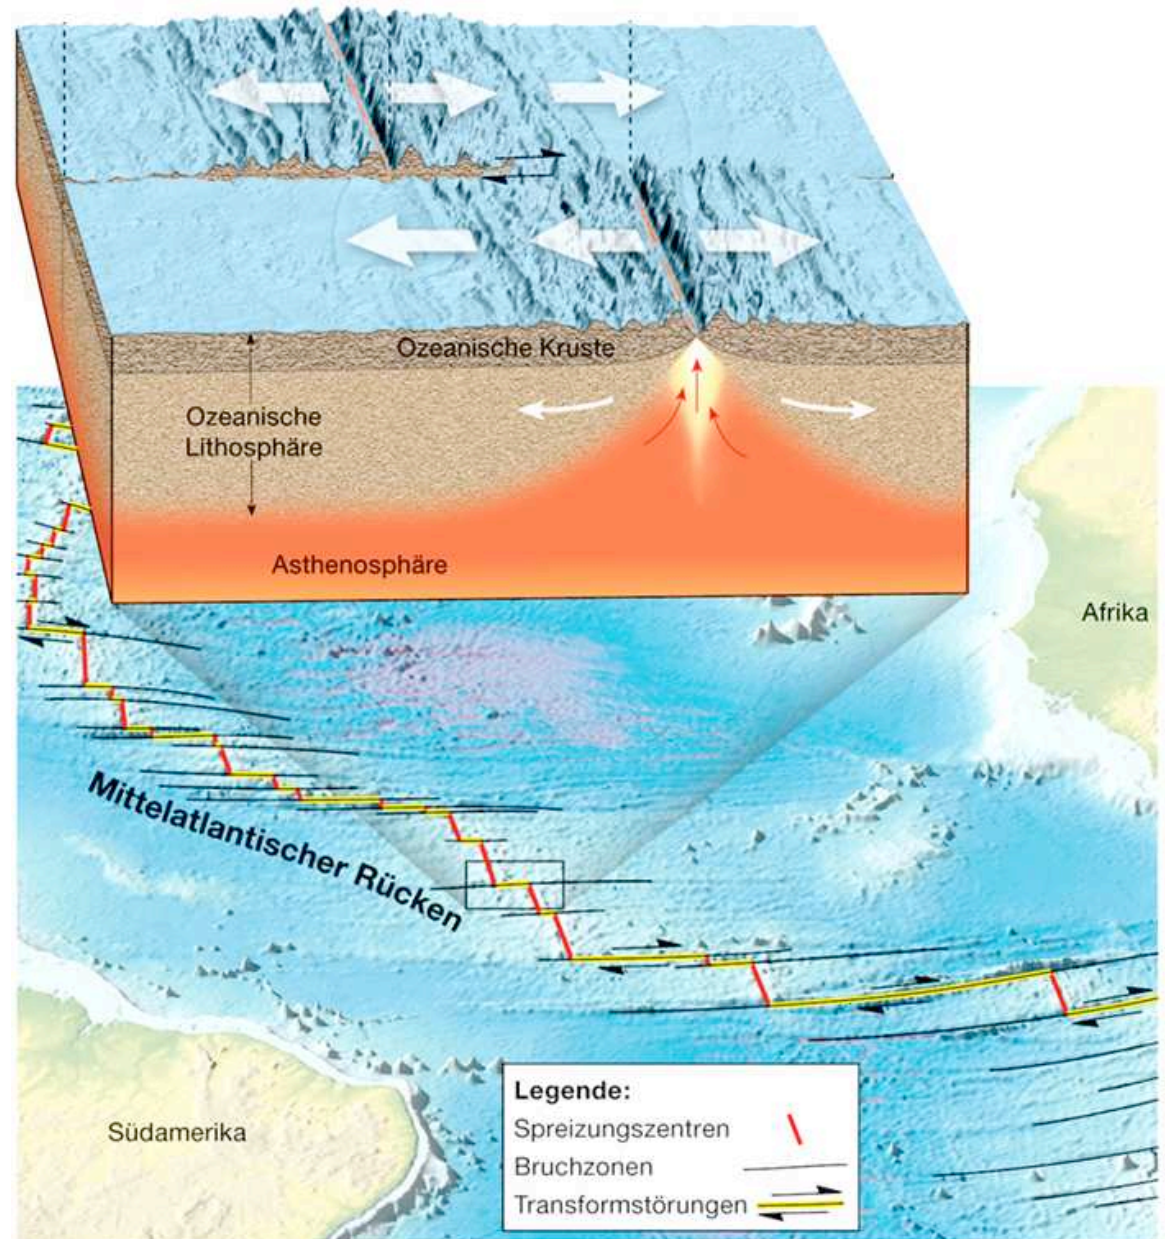 Ozeanische Kruste
Ozeanische
Lithosphäre
Asthenosphäre
Afrika
Mittelatlantischer Rücken
Südamerika
Legende:
Spreizungszentren
Bruchzonen
Transformstörungen